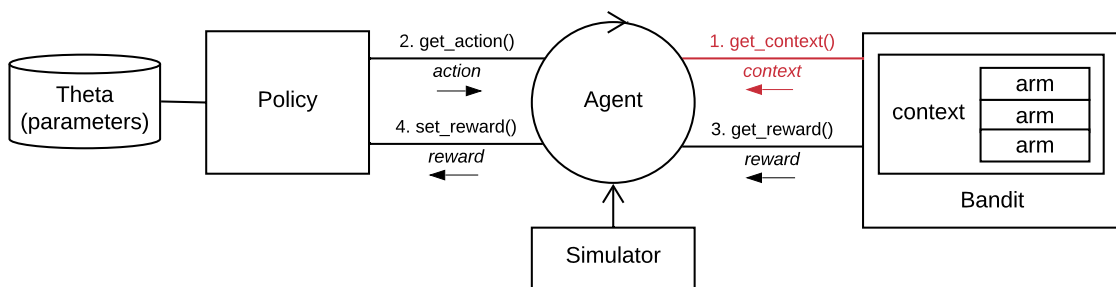 Theta
(parameters)
Policy
2. get_action()
action
4. set_reward()
reward
Agent
1. get_context()
context
3. get_reward()
reward
context
arm
arm
arm
Bandit
Simulator